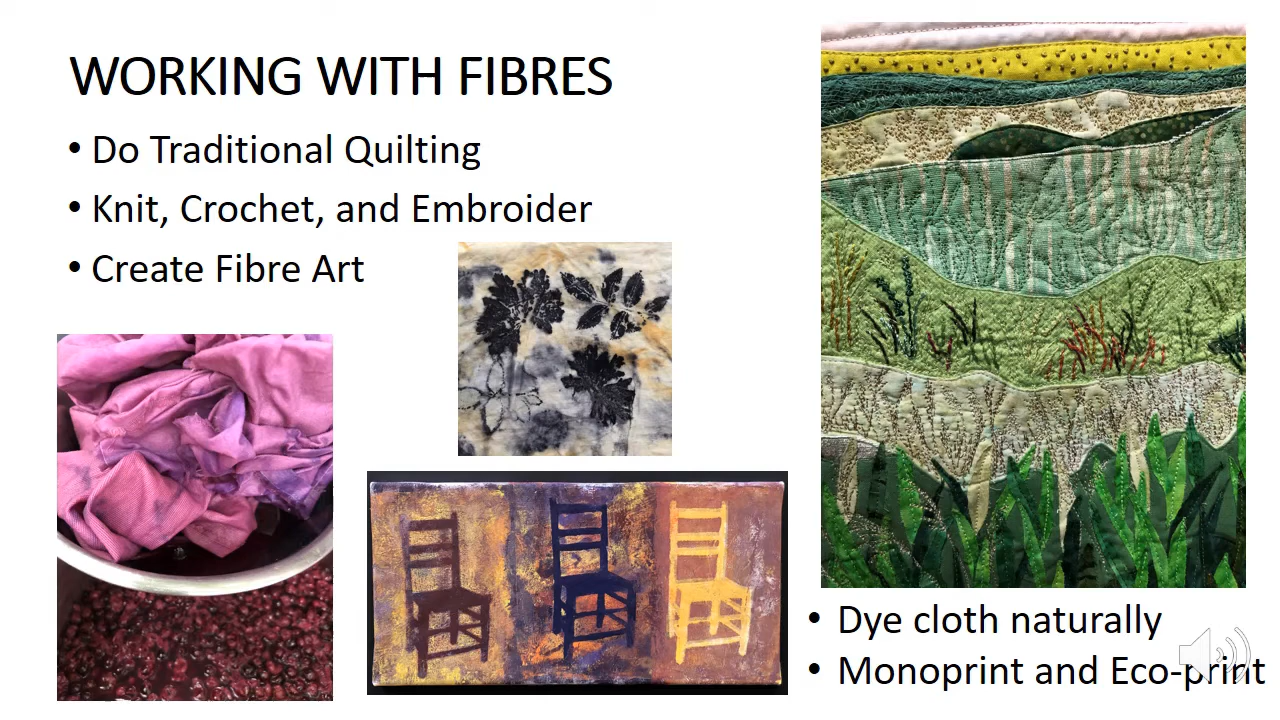 WORKING WITH FIBRES
• Do Traditional Quilting
• Knit, Crochet, and Embroider
• Create Fibre Art
• Dye cloth naturally
• Monoprint and Eco-print